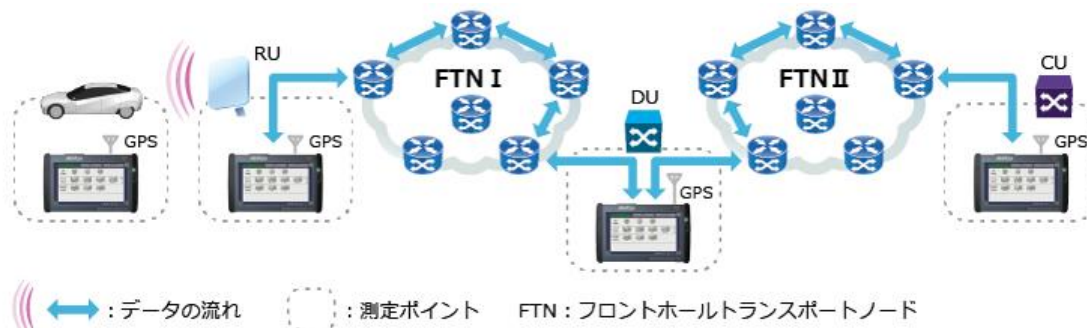 RU
FTN I
FTN II
CU
DU
GPS
GPS
GPS
GPS
：データの流れ
：測定ポイント
FTN：フロントホールトランスポートノード